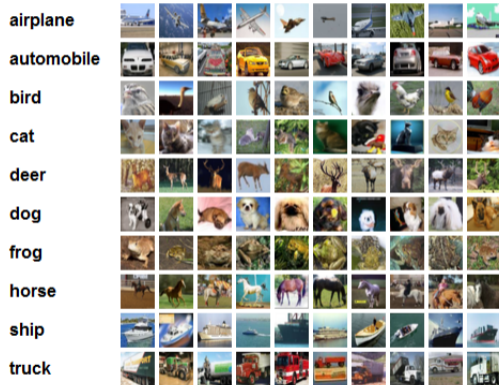 airplane
automobile
bird
cat
deer
dog
frog
horse
ship
truck